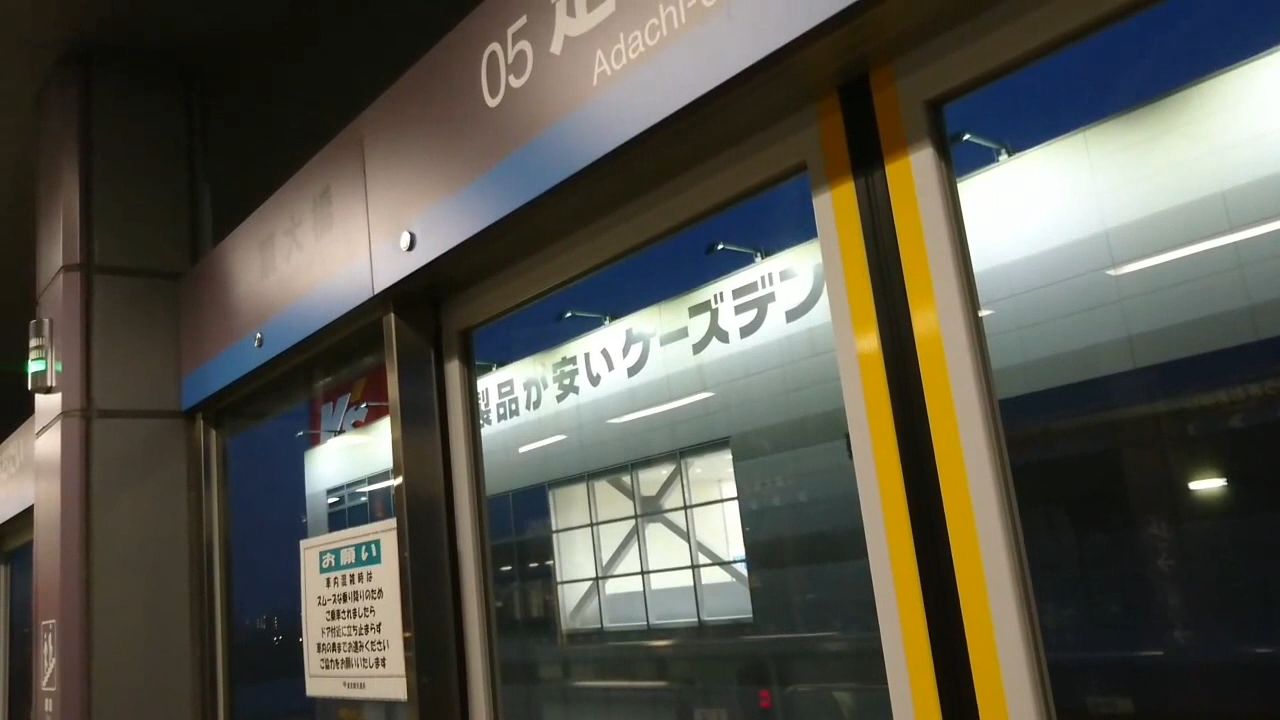 05 足
Adachi-o
K's
製品が安いケーズデン
お願い
車内混雑時は
スムーズな乗り降りのため
ご乗車されましたら
ドア付近に立ち止まらず
車内の奥までお進みください
ご協力をお願いいたします